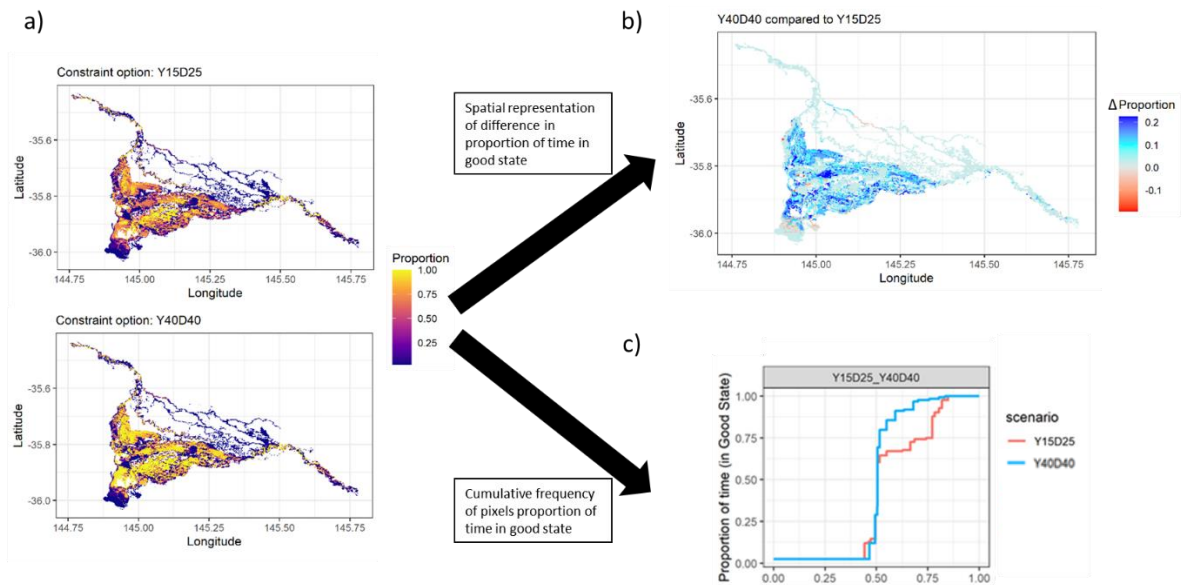 a)
Constraint option: Y15D25
-35.6
-35.8
-36.0
Latitude
144.75 145.00 145.25 145.50 145.75
Longitude
Constraint option: Y40D40
-35.6
-35.8
-36.0
Latitude
144.75 145.00 145.25 145.50 145.75
Longitude
Proportion
1.00
0.75
0.50
0.25
Spatial representation
of difference in
proportion of time in
good state
Cumulative frequency
of pixels proportion of
time in good state
b)
Y40D40 compared to Y15D25
-35.6
-35.8
-36.0
Latitude
144.75 145.00 145.25 145.50 145.75
Longitude
Δ Proportion
0.2
0.1
0.0
-0.1
c)
Y15D25_Y40D40
Proportion of time (in Good State)
1.00
0.75
0.50
0.25
0.00
0.00 0.25 0.50 0.75 1.00
scenario
Y15D25
Y40D40